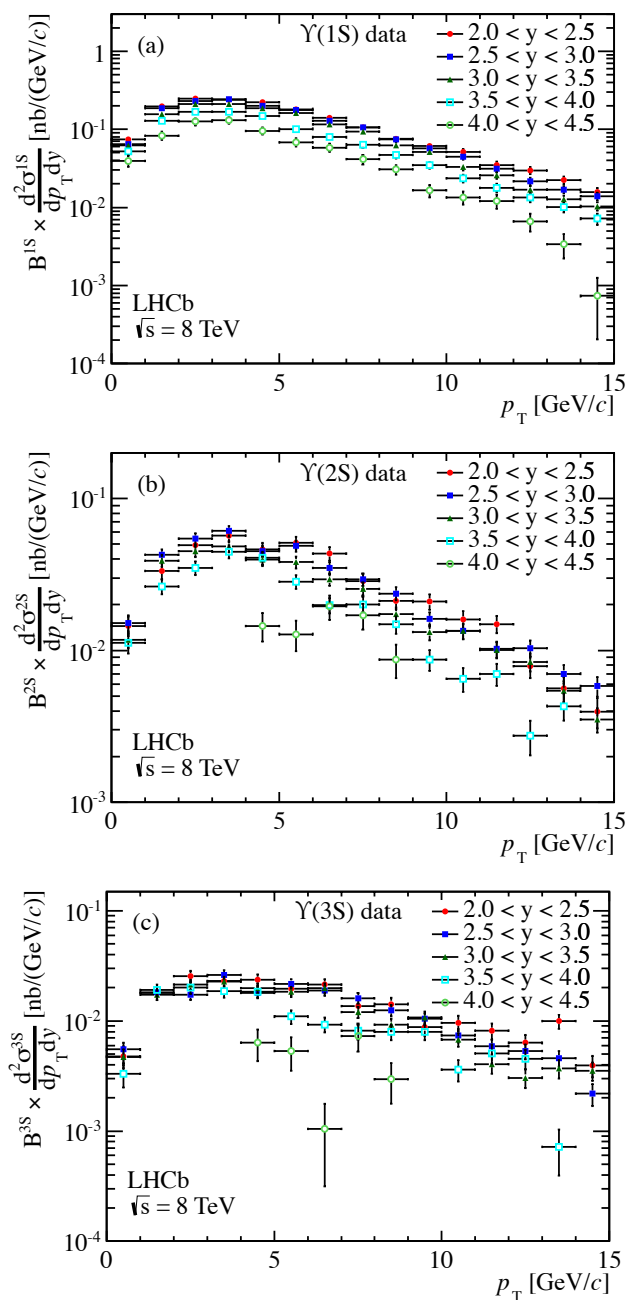 (a) ϒ(1S) data
2.0 < y < 2.5
2.5 < y < 3.0
3.0 < y < 3.5
3.5 < y < 4.0
4.0 < y < 4.5
B^{1S} × d²σ^{1S}/dp_T dy [nb/(GeV/c)]
1
10⁻¹
10⁻²
10⁻³
10⁻⁴
LHCb
√s = 8 TeV
0 5 10 15
p_T [GeV/c]
(b) ϒ(2S) data
2.0 < y < 2.5
2.5 < y < 3.0
3.0 < y < 3.5
3.5 < y < 4.0
4.0 < y < 4.5
B^{2S} × d²σ^{2S}/dp_T dy [nb/(GeV/c)]
10⁻¹
10⁻²
10⁻³
LHCb
√s = 8 TeV
0 5 10 15
p_T [GeV/c]
(c) ϒ(3S) data
2.0 < y < 2.5
2.5 < y < 3.0
3.0 < y < 3.5
3.5 < y < 4.0
4.0 < y < 4.5
B^{3S} × d²σ^{3S}/dp_T dy [nb/(GeV/c)]
10⁻¹
10⁻²
10⁻³
10⁻⁴
LHCb
√s = 8 TeV
0 5 10 15
p_T [GeV/c]